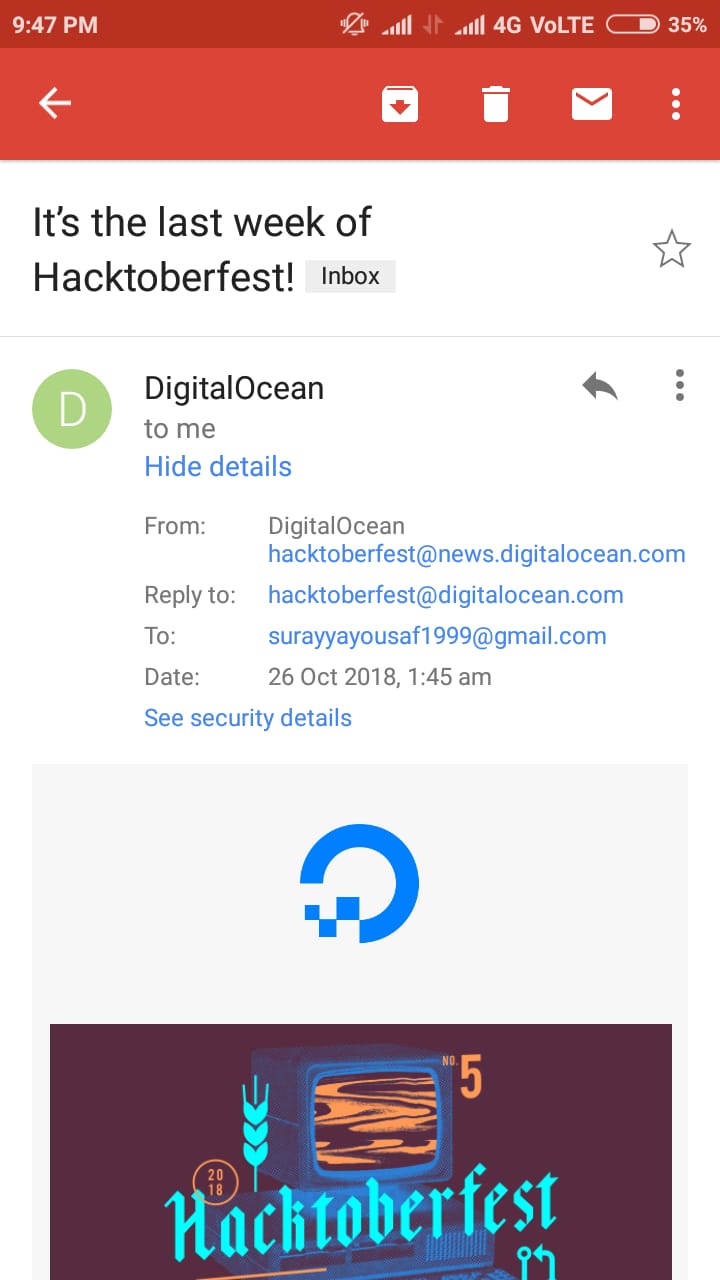 9:47 PM 4G VoLTE 35%
It’s the last week of
Hacktoberfest! Inbox
D
DigitalOcean
to me
Hide details
From: DigitalOcean
hacktoberfest@news.digitalocean.com
Reply to: hacktoberfest@digitalocean.com
To: surayyayousaf1999@gmail.com
Date: 26 Oct 2018, 1:45 am
See security details
NO. 5
20
18
Hacktoberfest